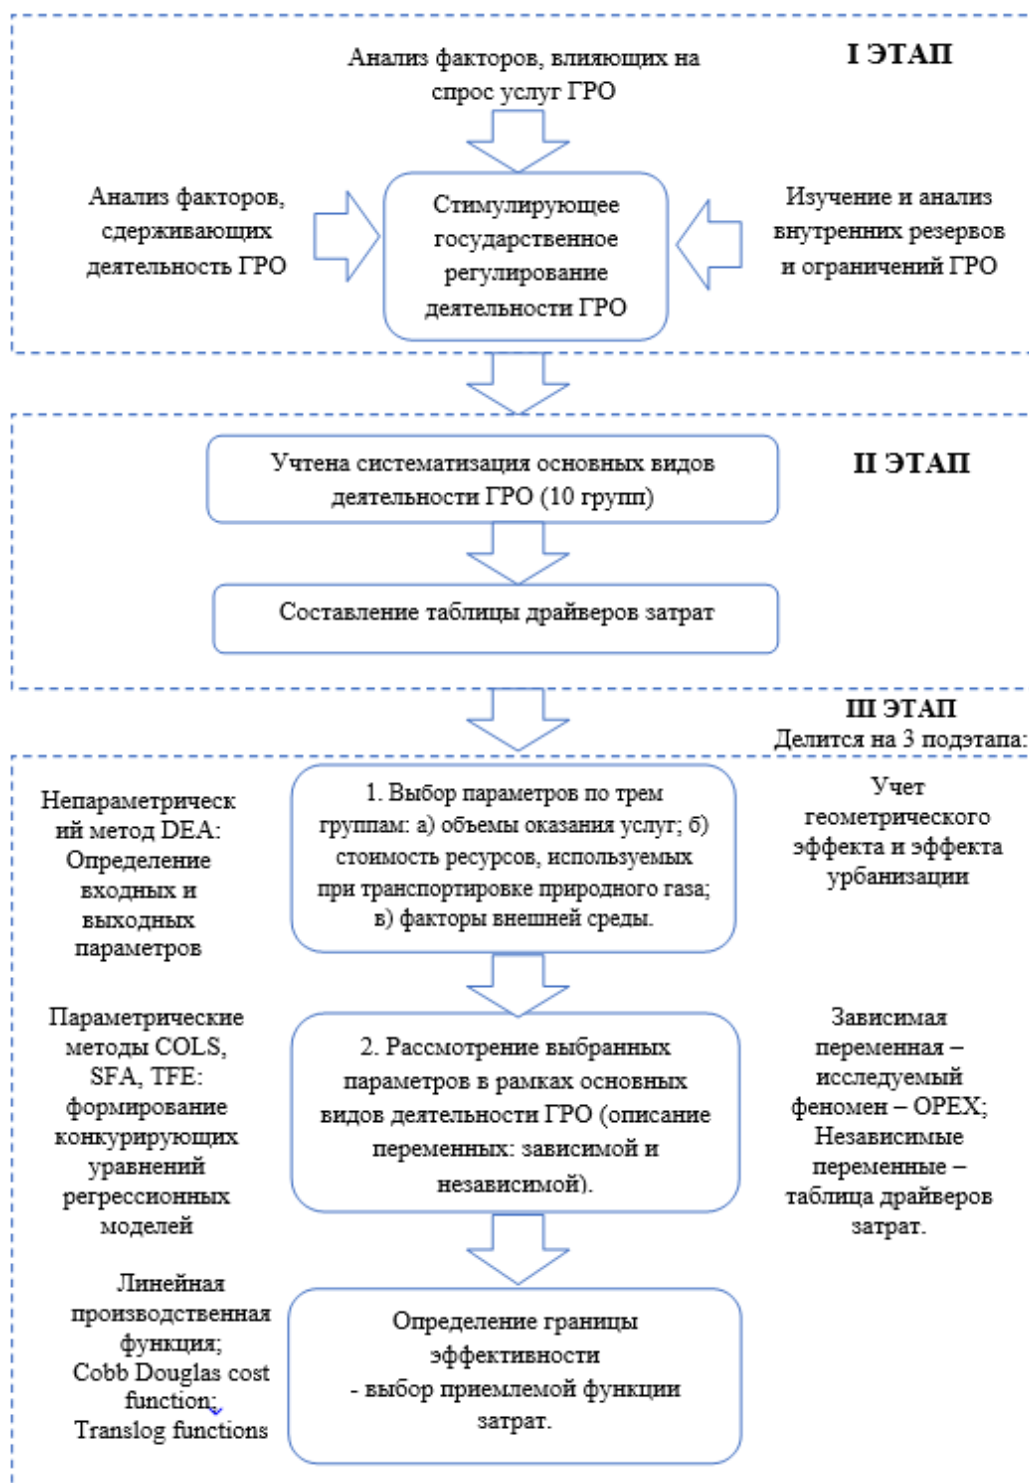 I ЭТАП
Анализ факторов, влияющих на
спрос услуг ГРО
Анализ факторов,
сдерживающих
деятельность ГРО
Стимулирующее
государственное
регулирование
деятельности ГРО
Изучение и анализ
внутренних резервов
и ограничений ГРО
II ЭТАП
Учтена систематизация основных видов
деятельности ГРО (10 групп)
Составление таблицы драйверов затрат
III ЭТАП
Делится на 3 подэтапа:
Непараметрическ
ий метод DEA:
Определение
входных и
выходных
параметров
1. Выбор параметров по трем
группам: а) объемы оказания услуг; б)
стоимость ресурсов, используемых
при транспортировке природного газа;
в) факторы внешней среды.
Учет
геометрического
эффекта и эффекта
урбанизации
Параметрические
методы COLS,
SFA, TFE:
формирование
конкурирующих
уравнений
регрессионных
моделей
2. Рассмотрение выбранных
параметров в рамках основных
видов деятельности ГРО (описание
переменных: зависимой и
независимой).
Зависимая
переменная –
исследуемый
феномен – OPEX;
Независимые
переменные –
таблица драйверов
затрат.
Линейная
производственная
функция;
Cobb Douglas cost
function;
Translog functions
Определение границы
эффективности
- выбор приемлемой функции
затрат.